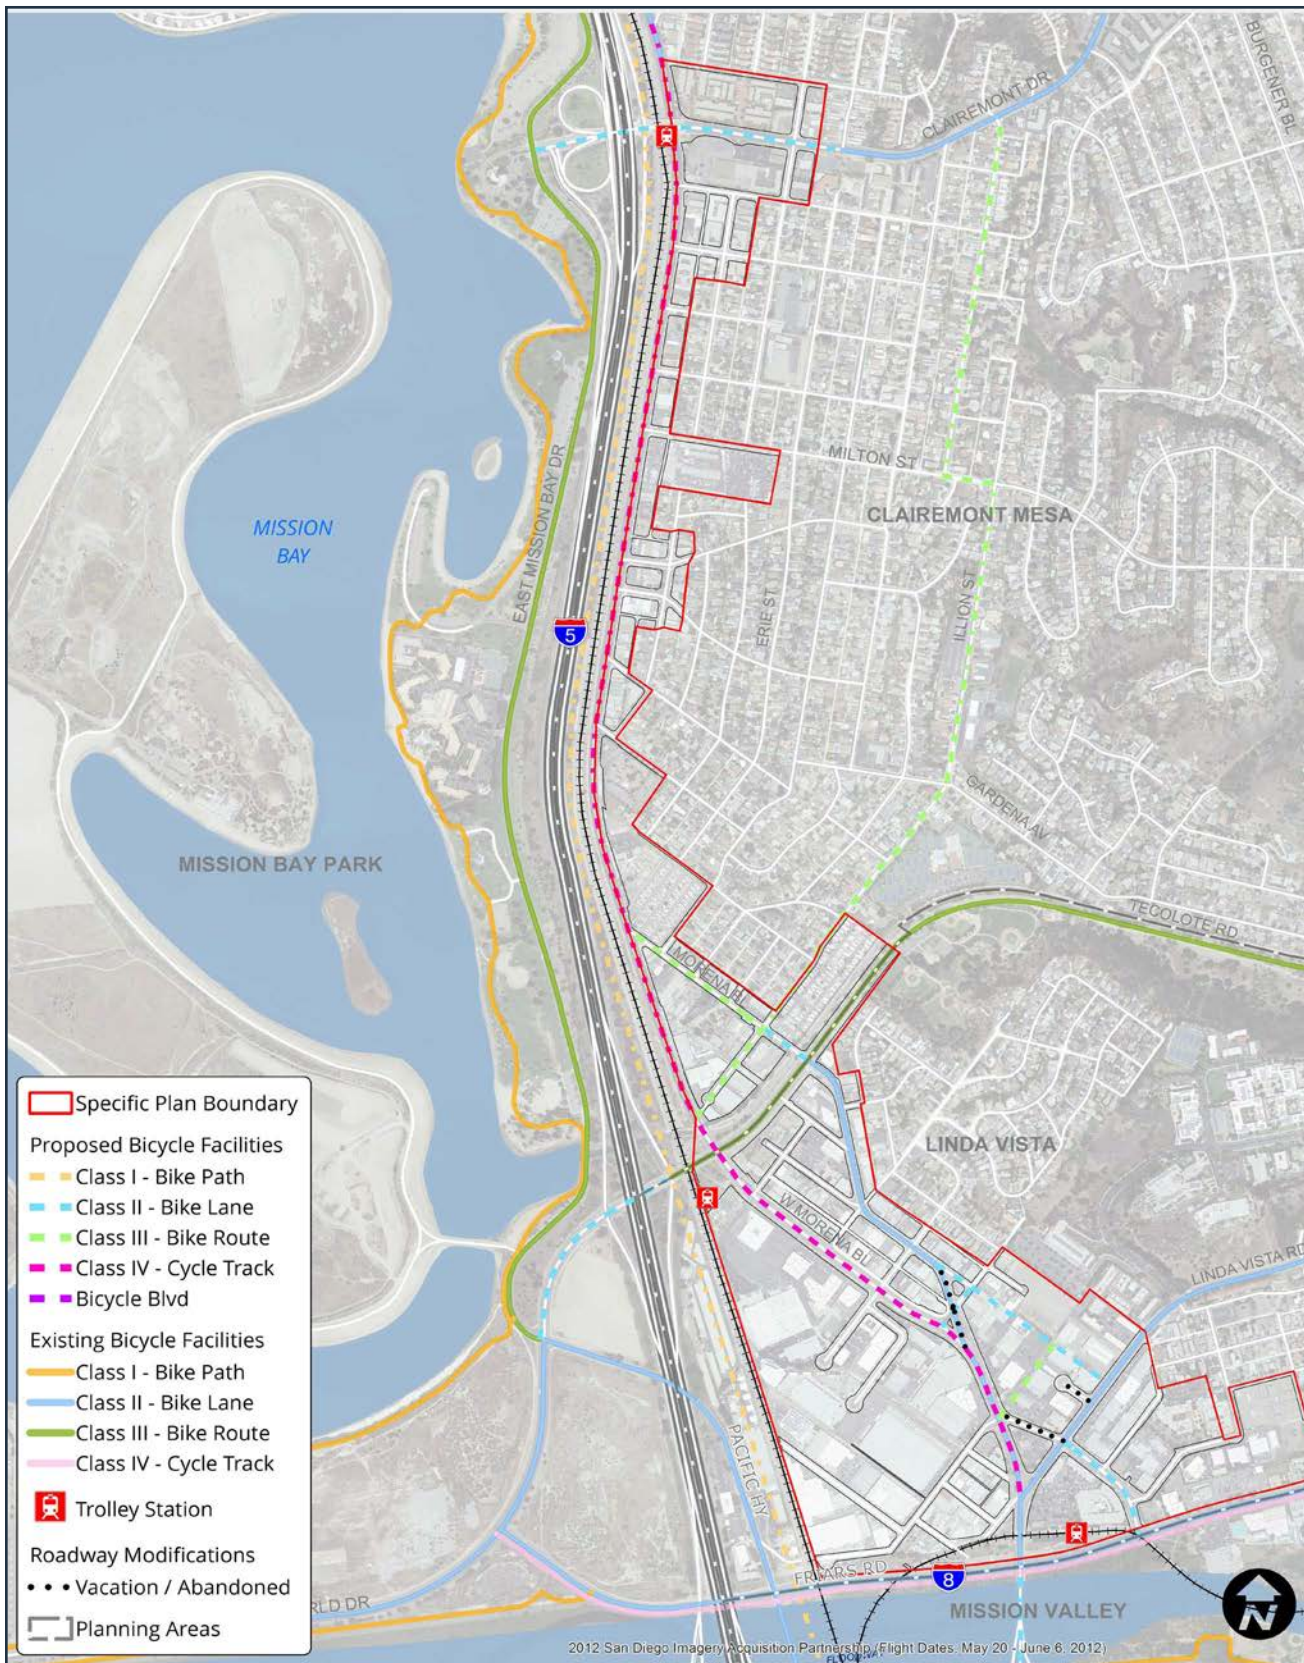 BURGENER BL
CLAIREMONT DR
MILTON ST
CLAIREMONT MESA
MISSION
BAY
EAST MISSION BAY DR
5
ERIE ST
ILLION ST
GARDENA AV
MISSION BAY PARK
TECOLOTE RD
MORENA BL
LINDA VISTA
W MORENA BL
LINDA VISTA RD
PACIFIC HY
FRIARS RD
8
MISSION VALLEY
RLD DR
Specific Plan Boundary
Proposed Bicycle Facilities
Class I - Bike Path
Class II - Bike Lane
Class III - Bike Route
Class IV - Cycle Track
Bicycle Blvd
Existing Bicycle Facilities
Class I - Bike Path
Class II - Bike Lane
Class III - Bike Route
Class IV - Cycle Track
Trolley Station
Roadway Modifications
Vacation / Abandoned
Planning Areas
N
2012 San Diego Imagery Acquisition Partnership (Flight Dates: May 20 - June 6, 2012)